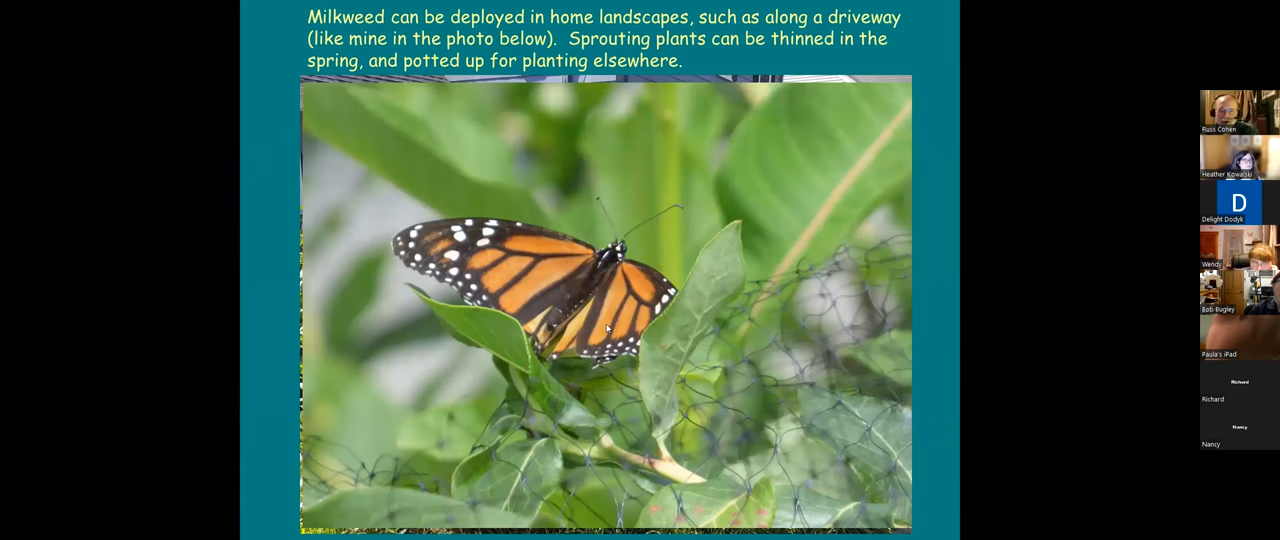 Milkweed can be deployed in home landscapes, such as along a driveway
(like mine in the photo below).  Sprouting plants can be thinned in the
spring, and potted up for planting elsewhere.
Russ Cohen
Heather Kowalski
D
Delight Dodyk
Wendy
Bob Bugley
Paula's iPad
Richard
Richard
Nancy
Nancy